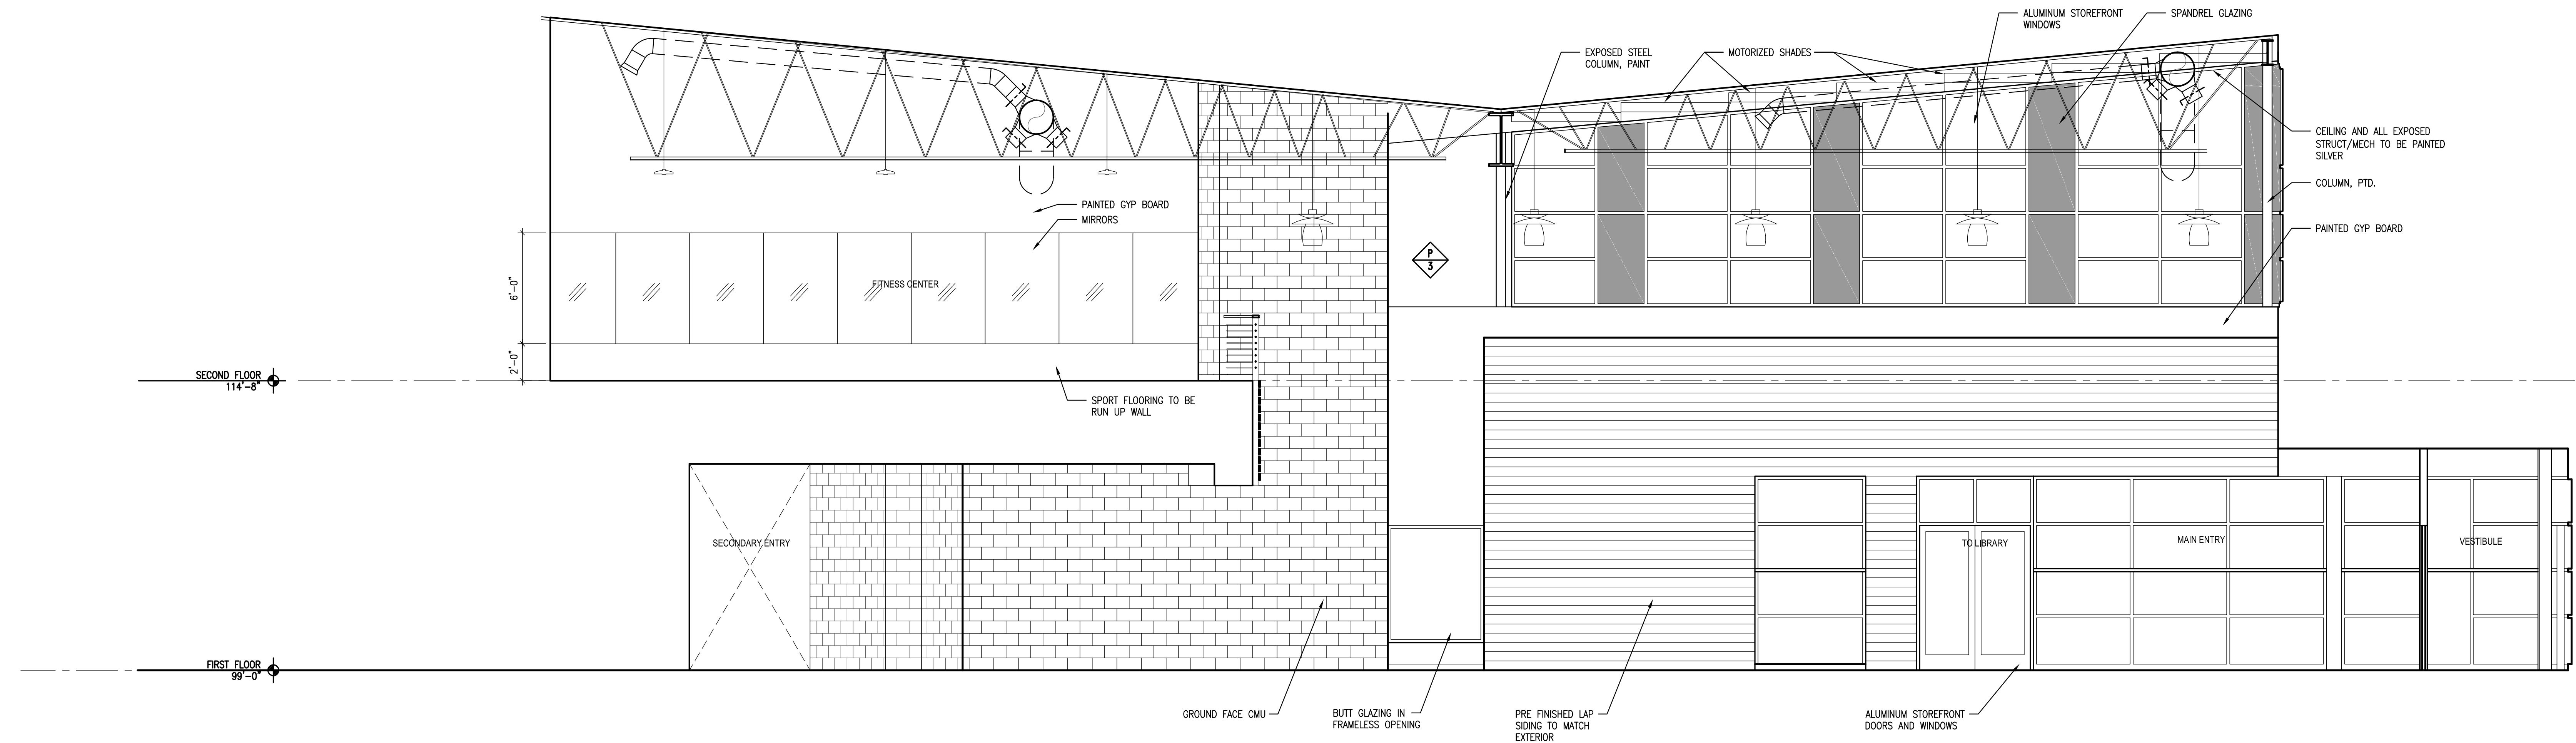 ALUMINUM STOREFRONT
WINDOWS
SPANDREL GLAZING
EXPOSED STEEL
COLUMN, PAINT
MOTORIZED SHADES
CEILING AND ALL EXPOSED
STRUCT/MECH TO BE PAINTED
SILVER
COLUMN, PTD.
PAINTED GYP BOARD
MIRRORS
PAINTED GYP BOARD
P
3
6'-0"
FITNESS CENTER
2'-0"
SECOND FLOOR
114'-8"
SPORT FLOORING TO BE
RUN UP WALL
SECONDARY ENTRY
TO LIBRARY
MAIN ENTRY
VESTIBULE
FIRST FLOOR
99'-0"
GROUND FACE CMU
BUTT GLAZING IN
FRAMELESS OPENING
PRE FINISHED LAP
SIDING TO MATCH
EXTERIOR
ALUMINUM STOREFRONT
DOORS AND WINDOWS